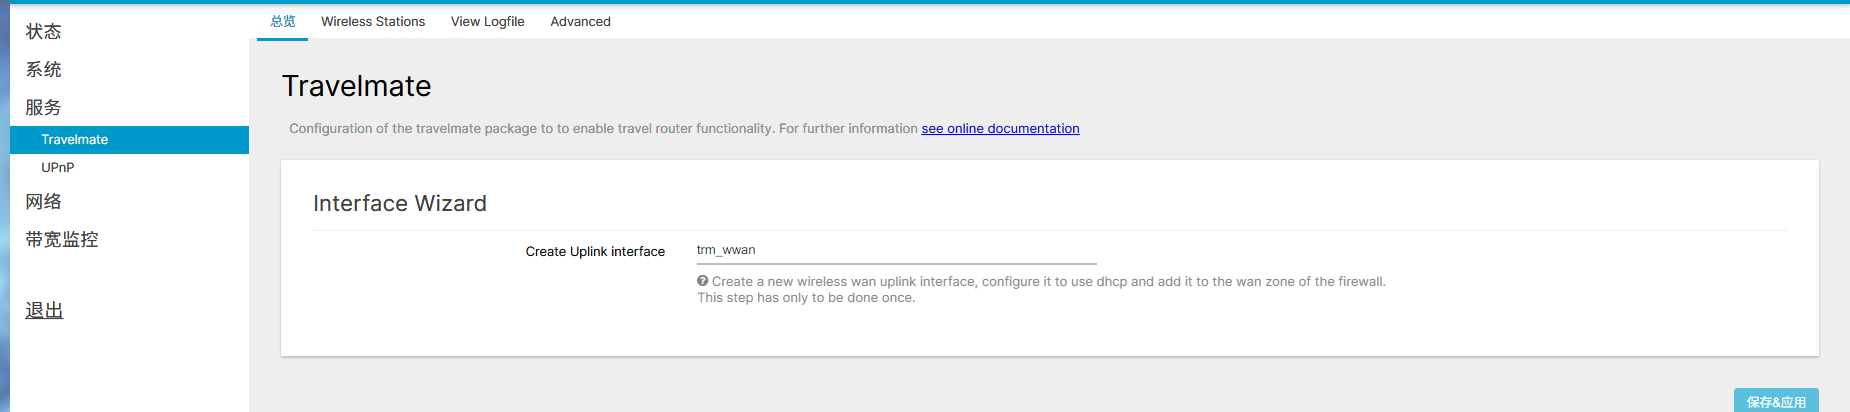 总览 Wireless Stations View Logfile Advanced
状态
系统
服务
Travelmate
UPnP
网络
带宽监控
退出
Travelmate
Configuration of the travelmate package to to enable travel router functionality. For further information see online documentation
Interface Wizard
Create Uplink interface trm_wwan
Create a new wireless wan uplink interface, configure it to use dhcp and add it to the wan zone of the firewall.
This step has only to be done once.
保存&应用